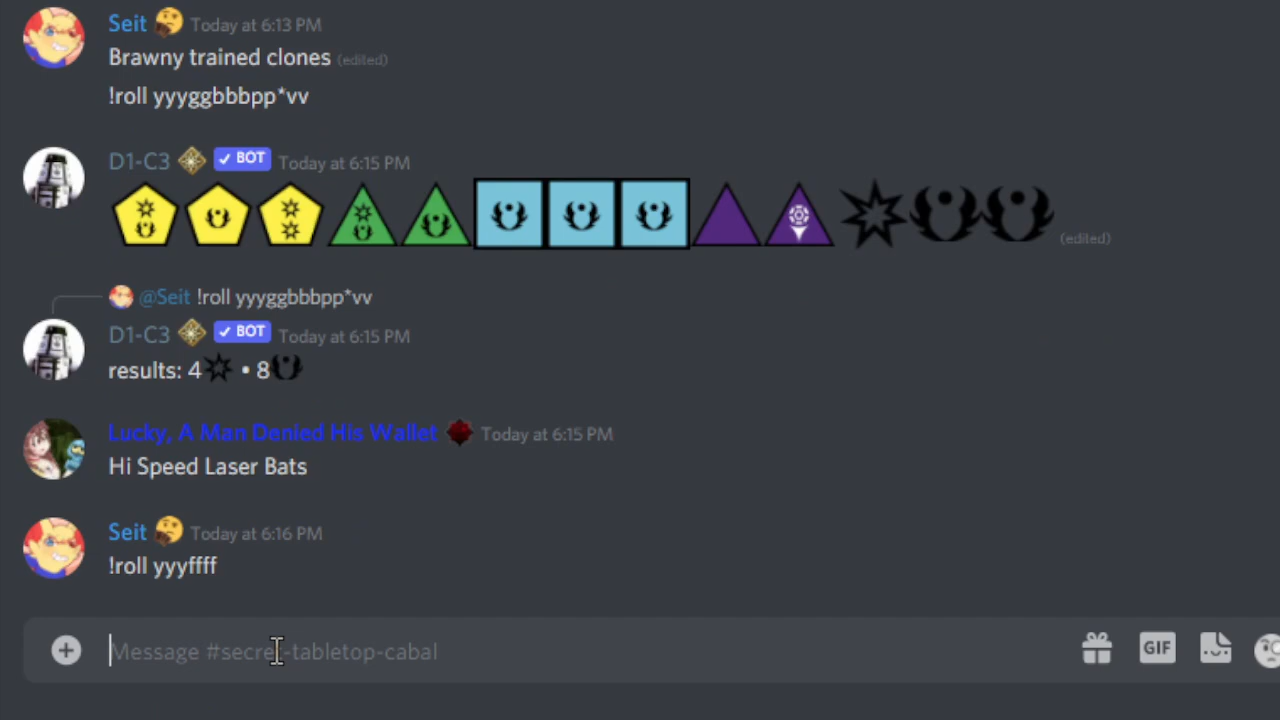 Seit Today at 6:13 PM
Brawny trained clones (edited)
!roll yyyggbbbpp*vv
D1-C3 ✓ BOT Today at 6:15 PM
(edited)
@Seit !roll yyyggbbbpp*vv
D1-C3 ✓ BOT Today at 6:15 PM
results: 4 • 8
Lucky, A Man Denied His Wallet Today at 6:15 PM
Hi Speed Laser Bats
Seit Today at 6:16 PM
!roll yyyffff
Message #secret-tabletop-cabal
GIF